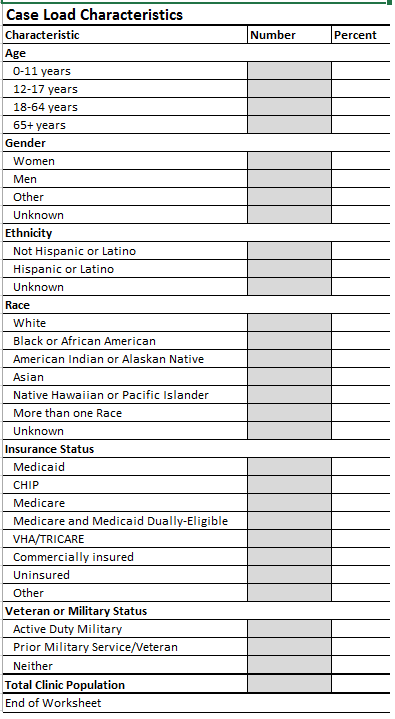 Case Load Characteristics
Characteristic Number Percent
Age
0-11 years
12-17 years
18-64 years
65+ years
Gender
Women
Men
Other
Unknown
Ethnicity
Not Hispanic or Latino
Hispanic or Latino
Unknown
Race
White
Black or African American
American Indian or Alaskan Native
Asian
Native Hawaiian or Pacific Islander
More than one Race
Unknown
Insurance Status
Medicaid
CHIP
Medicare
Medicare and Medicaid Dually-Eligible
VHA/TRICARE
Commercially insured
Uninsured
Other
Veteran or Military Status
Active Duty Military
Prior Military Service/Veteran
Neither
Total Clinic Population
End of Worksheet